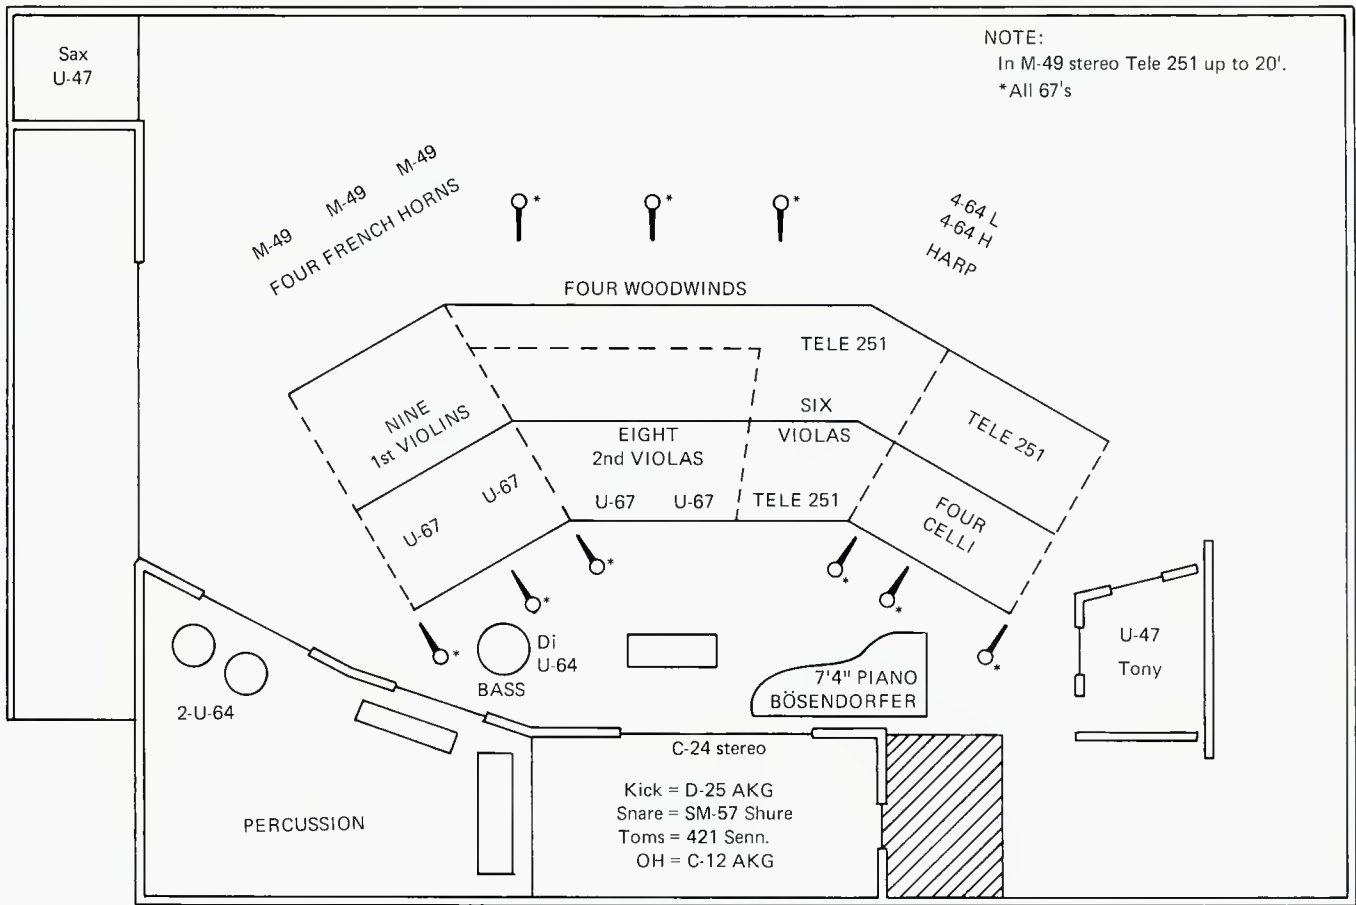 Sax
U-47
NOTE:
In M-49 stereo Tele 251 up to 20'.
*All 67's
M-49
M-49
M-49
FOUR FRENCH HORNS
*
*
*
4-64 L
4-64 H
HARP
FOUR WOODWINDS
TELE 251
NINE
1st VIOLINS
U-67
U-67
EIGHT
2nd VIOLAS
U-67 U-67
SIX
VIOLAS
TELE 251
TELE 251
FOUR
CELLI
*
*
*
*
*
*
Di
U-64
BASS
7'4" PIANO
BÖSENDORFER
U-47
Tony
2-U-64
PERCUSSION
C-24 stereo
Kick = D-25 AKG
Snare = SM-57 Shure
Toms = 421 Senn.
OH = C-12 AKG